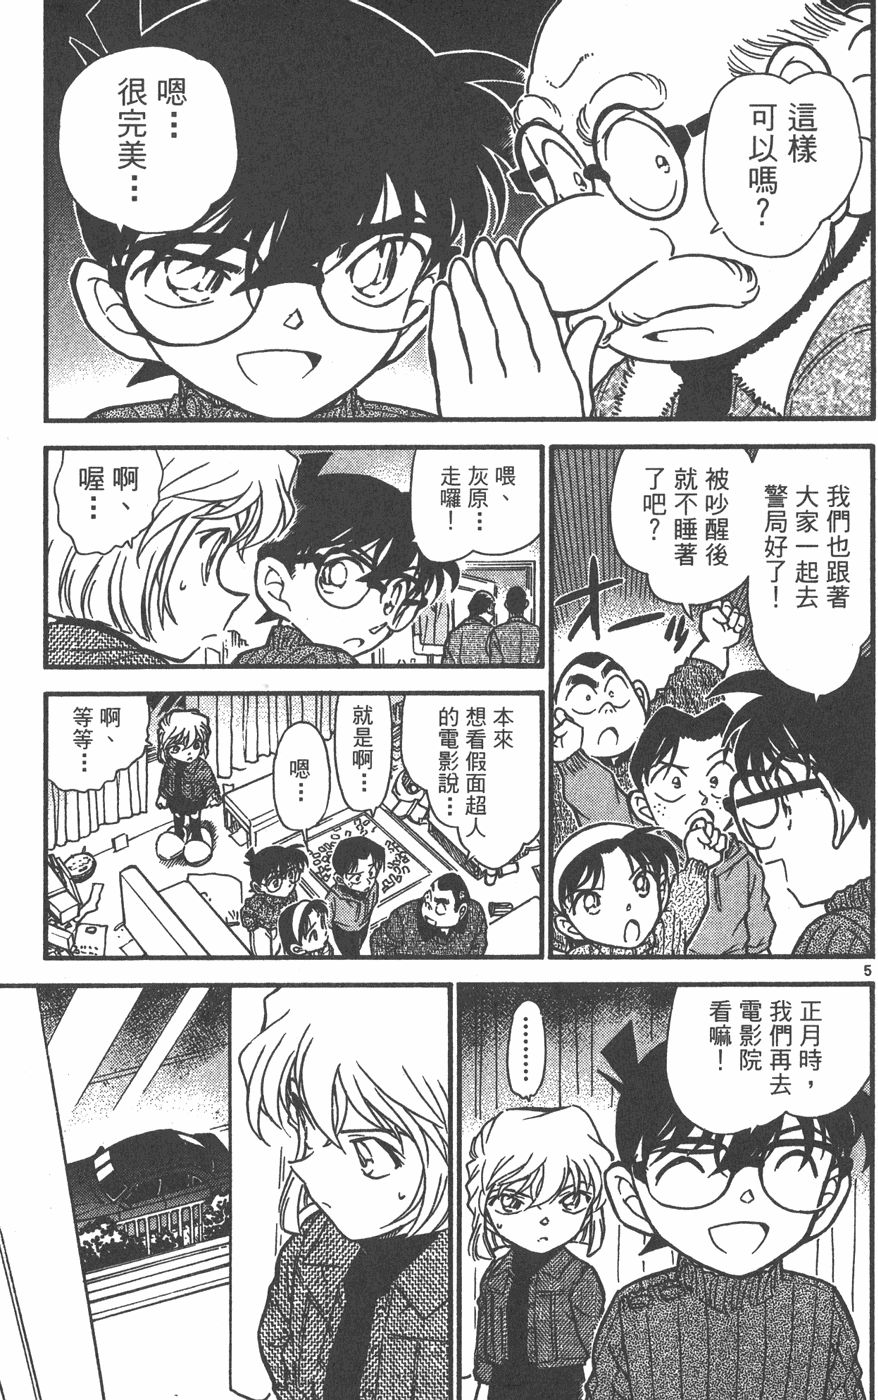 這樣
可以嗎?
嗯…
很完美…
我們也跟著
大家一起去
警局好了!
被吵醒後
就不睡著
了吧?
喂、
灰原…
走囉!
啊、
喔…
本來
想看假面超人
的電影說…
就是啊…
嗯…
啊、
等等…
5
正月時,
我們再去
電影院
看嘛!
………